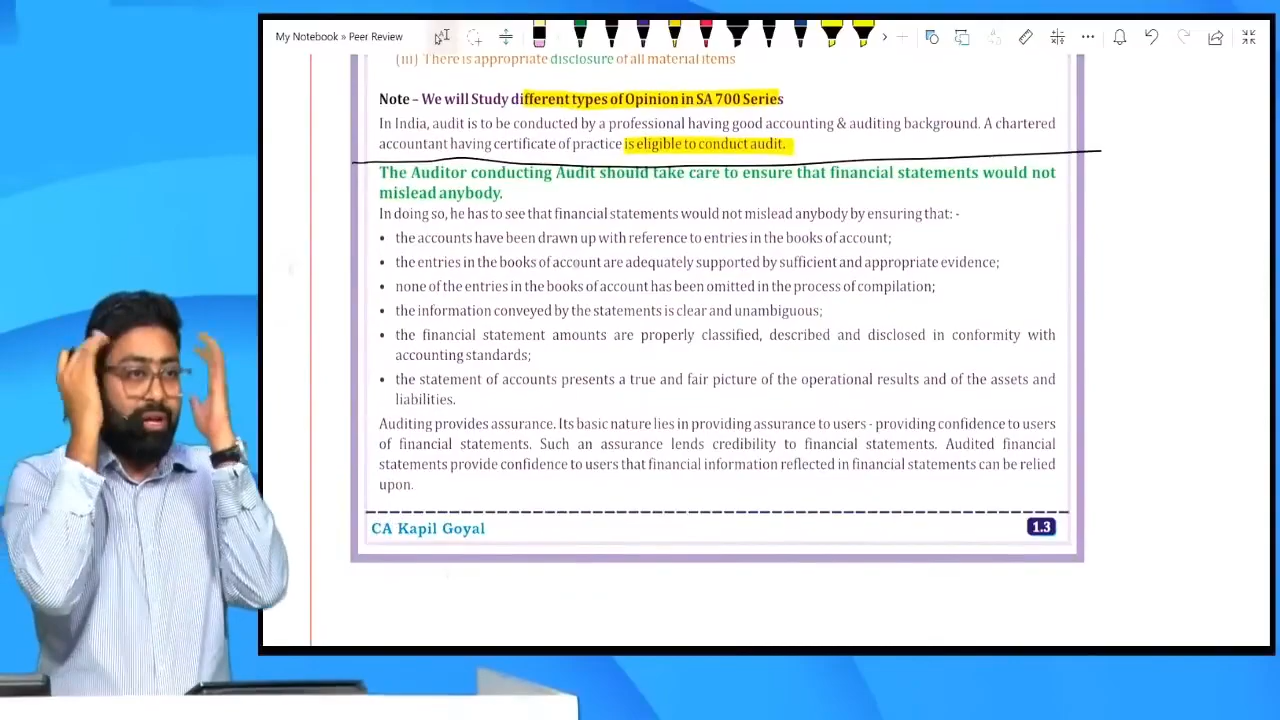 My Notebook » Peer Review
(iii) There is appropriate disclosure of all material items
Note – We will Study different types of Opinion in SA 700 Series
In India, audit is to be conducted by a professional having good accounting & auditing background. A chartered
accountant having certificate of practice is eligible to conduct audit.
The Auditor conducting Audit should take care to ensure that financial statements would not
mislead anybody.
In doing so, he has to see that financial statements would not mislead anybody by ensuring that: -
• the accounts have been drawn up with reference to entries in the books of account;
• the entries in the books of account are adequately supported by sufficient and appropriate evidence;
• none of the entries in the books of account has been omitted in the process of compilation;
• the information conveyed by the statements is clear and unambiguous;
• the financial statement amounts are properly classified, described and disclosed in conformity with
accounting standards;
• the statement of accounts presents a true and fair picture of the operational results and of the assets and
liabilities.
Auditing provides assurance. Its basic nature lies in providing assurance to users - providing confidence to users
of financial statements. Such an assurance lends credibility to financial statements. Audited financial
statements provide confidence to users that financial information reflected in financial statements can be relied
upon.
CA Kapil Goyal
1.3